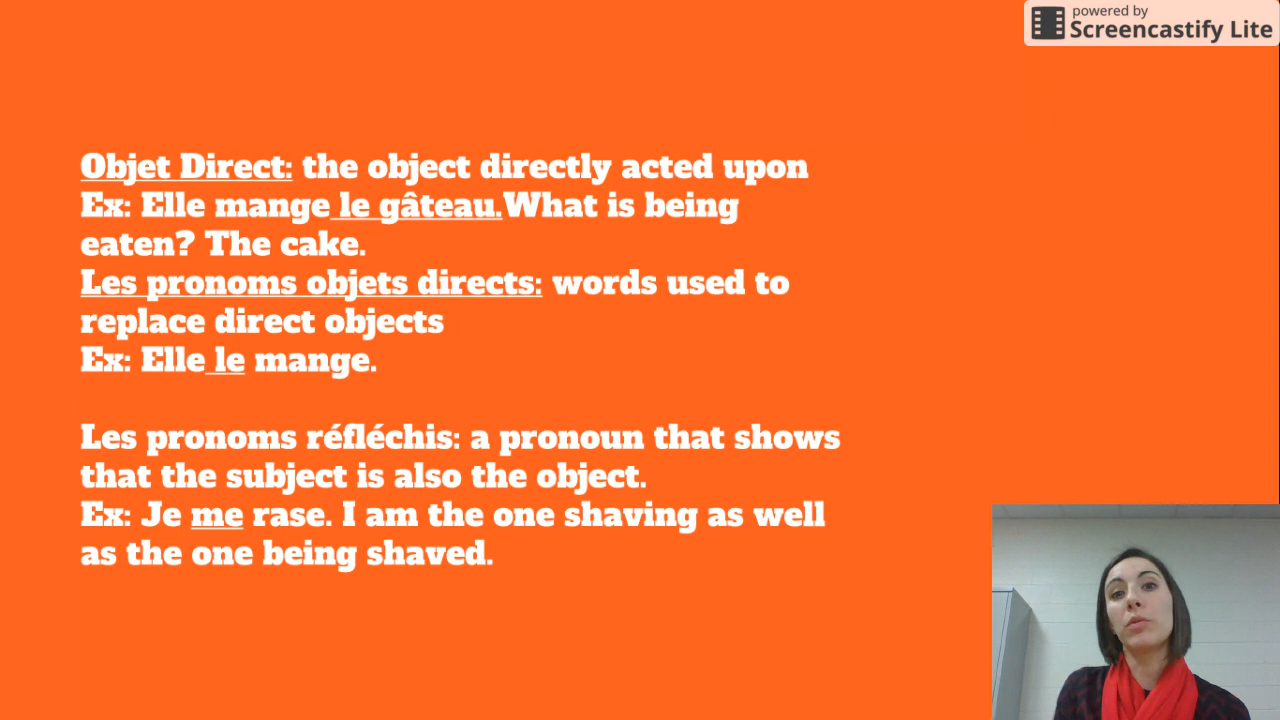 powered by
Screencastify Lite
Objet Direct: the object directly acted upon
Ex: Elle mange le gâteau.What is being
eaten? The cake.
Les pronoms objets directs: words used to
replace direct objects
Ex: Elle le mange.
Les pronoms réfléchis: a pronoun that shows
that the subject is also the object.
Ex: Je me rase. I am the one shaving as well
as the one being shaved.